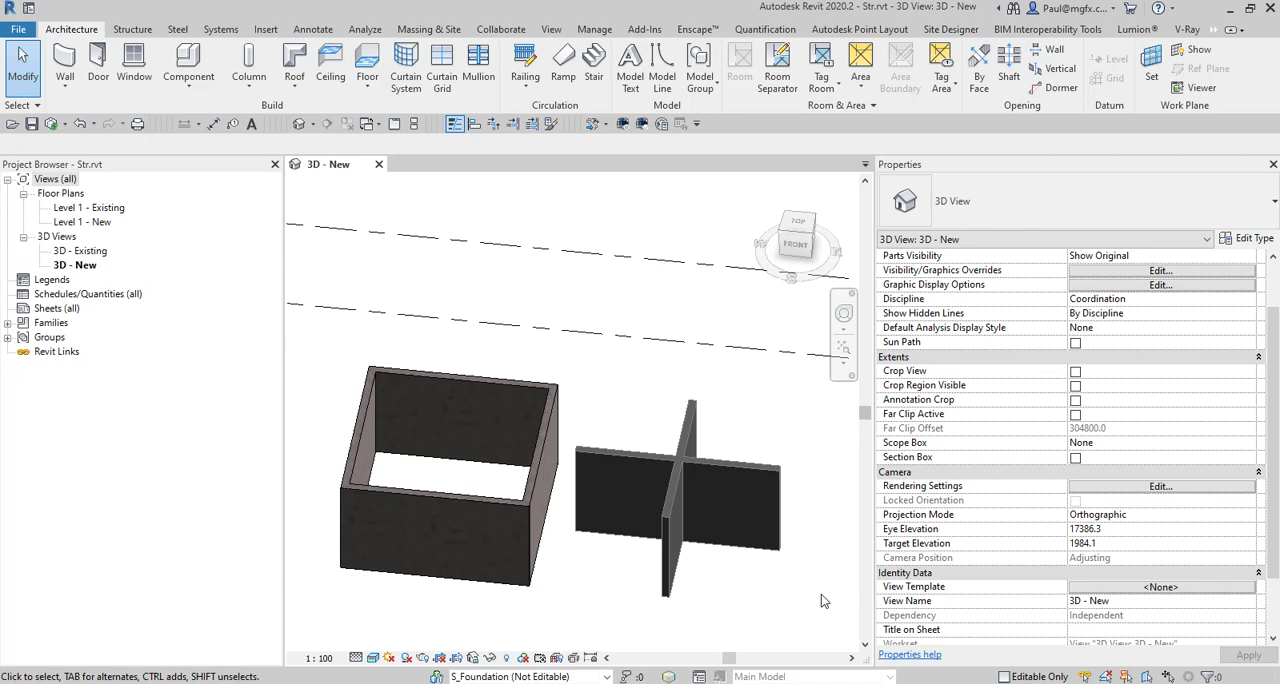 Autodesk Revit 2020.2 - Str.rvt - 3D View: 3D - New
Paul@mgfx.c...
File Architecture Structure Steel Systems Insert Annotate Analyze Massing & Site Collaborate View Manage Add-Ins Enscape™ Quantification Autodesk Point Layout Site Designer BIM Interoperability Tools Lumion® V-Ray
Modify Wall Door Window Component Column Roof Ceiling Floor Curtain System Curtain Grid Mullion Railing Ramp Stair Model Text Model Line Model Group Room Room Separator Tag Room Area Area Boundary Tag Area By Face Shaft Wall Vertical Dormer Level Grid Set Show Ref Plane Viewer
Select Build Circulation Model Room & Area Opening Datum Work Plane
Project Browser - Str.rvt
Views (all)
Floor Plans
Level 1 - Existing
Level 1 - New
3D Views
3D - Existing
3D - New
Legends
Schedules/Quantities (all)
Sheets (all)
Families
Groups
Revit Links
3D - New
TOP
FRONT
Properties
3D View
3D View: 3D - New Edit Type
Parts Visibility Show Original
Visibility/Graphics Overrides Edit...
Graphic Display Options Edit...
Discipline Coordination
Show Hidden Lines By Discipline
Default Analysis Display Style None
Sun Path
Extents
Crop View
Crop Region Visible
Annotation Crop
Far Clip Active
Far Clip Offset 304800.0
Scope Box None
Section Box
Camera
Rendering Settings Edit...
Locked Orientation
Projection Mode Orthographic
Eye Elevation 17386.3
Target Elevation 1984.1
Camera Position Adjusting
Identity Data
View Template <None>
View Name 3D - New
Dependency Independent
Title on Sheet
Properties help Apply
1 : 100
Click to select, TAB for alternates, CTRL adds, SHIFT unselects. S_Foundation (Not Editable) :0 Main Model Editable Only :0